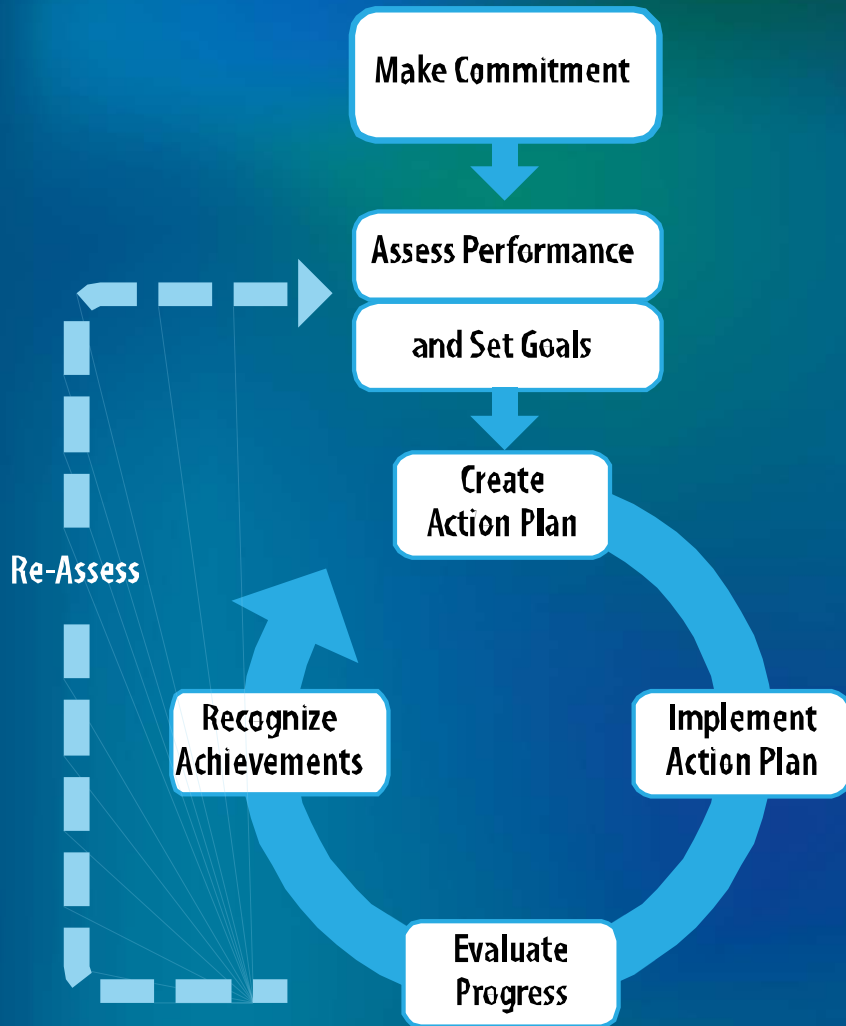 Make Commitment
Assess Performance
and Set Goals
Create
Action Plan
Re-Assess
Recognize
Achievements
Implement
Action Plan
Evaluate
Progress